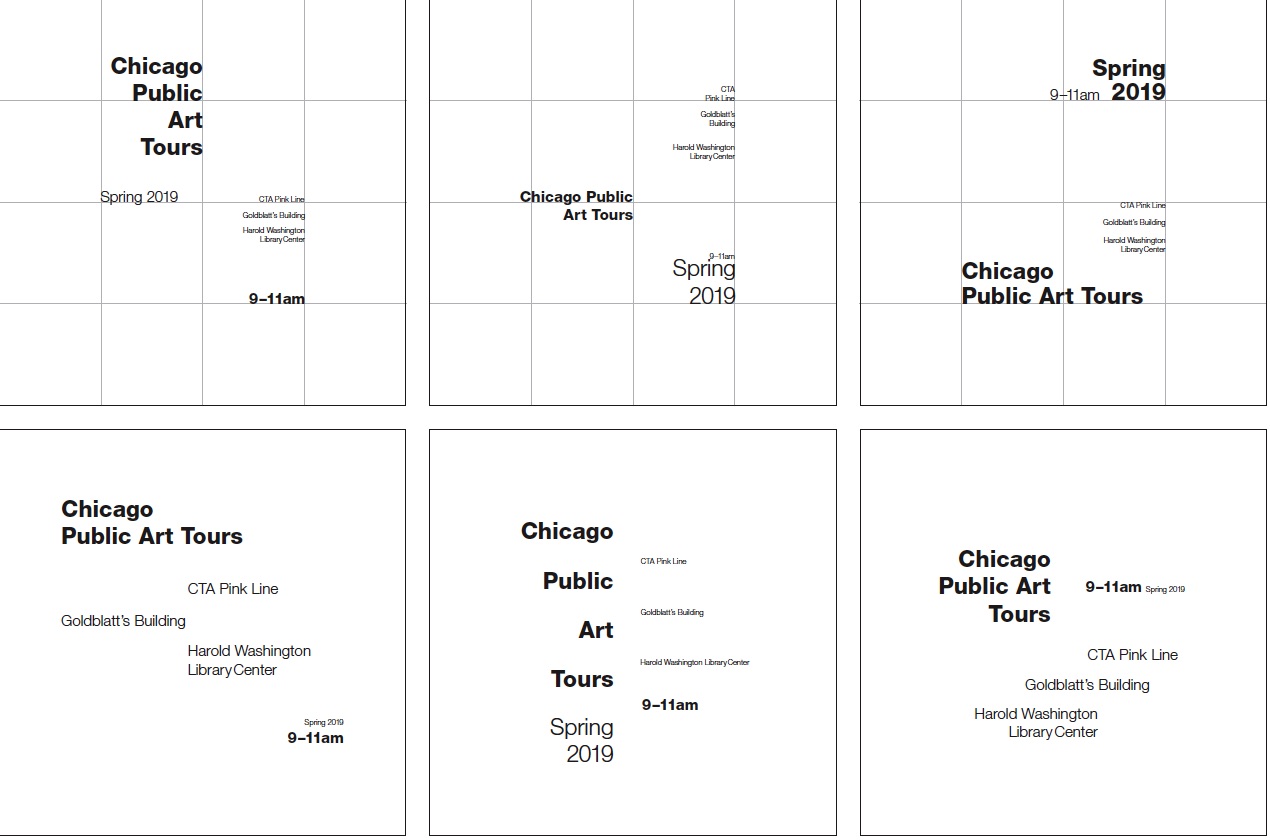 Chicago
Public
Art
Tours
Spring 2019
CTA Pink Line
Goldblatt's Building
Harold Washington
Library Center
9–11am
CTA
Pink Line
Goldblatt's
Building
Harold Washington
Library Center
Chicago Public
Art Tours
9–11am
Spring
2019
Spring
9–11am 2019
CTA Pink Line
Goldblatt's Building
Harold Washington
Library Center
Chicago
Public Art Tours
Chicago
Public Art Tours
CTA Pink Line
Goldblatt's Building
Harold Washington
Library Center
Spring 2019
9–11am
Chicago
CTA Pink Line
Public
Goldblatt's Building
Art
Harold Washington Library Center
Tours
9–11am
Spring
2019
Chicago
Public Art
Tours
9–11am Spring 2019
CTA Pink Line
Goldblatt's Building
Harold Washington
Library Center